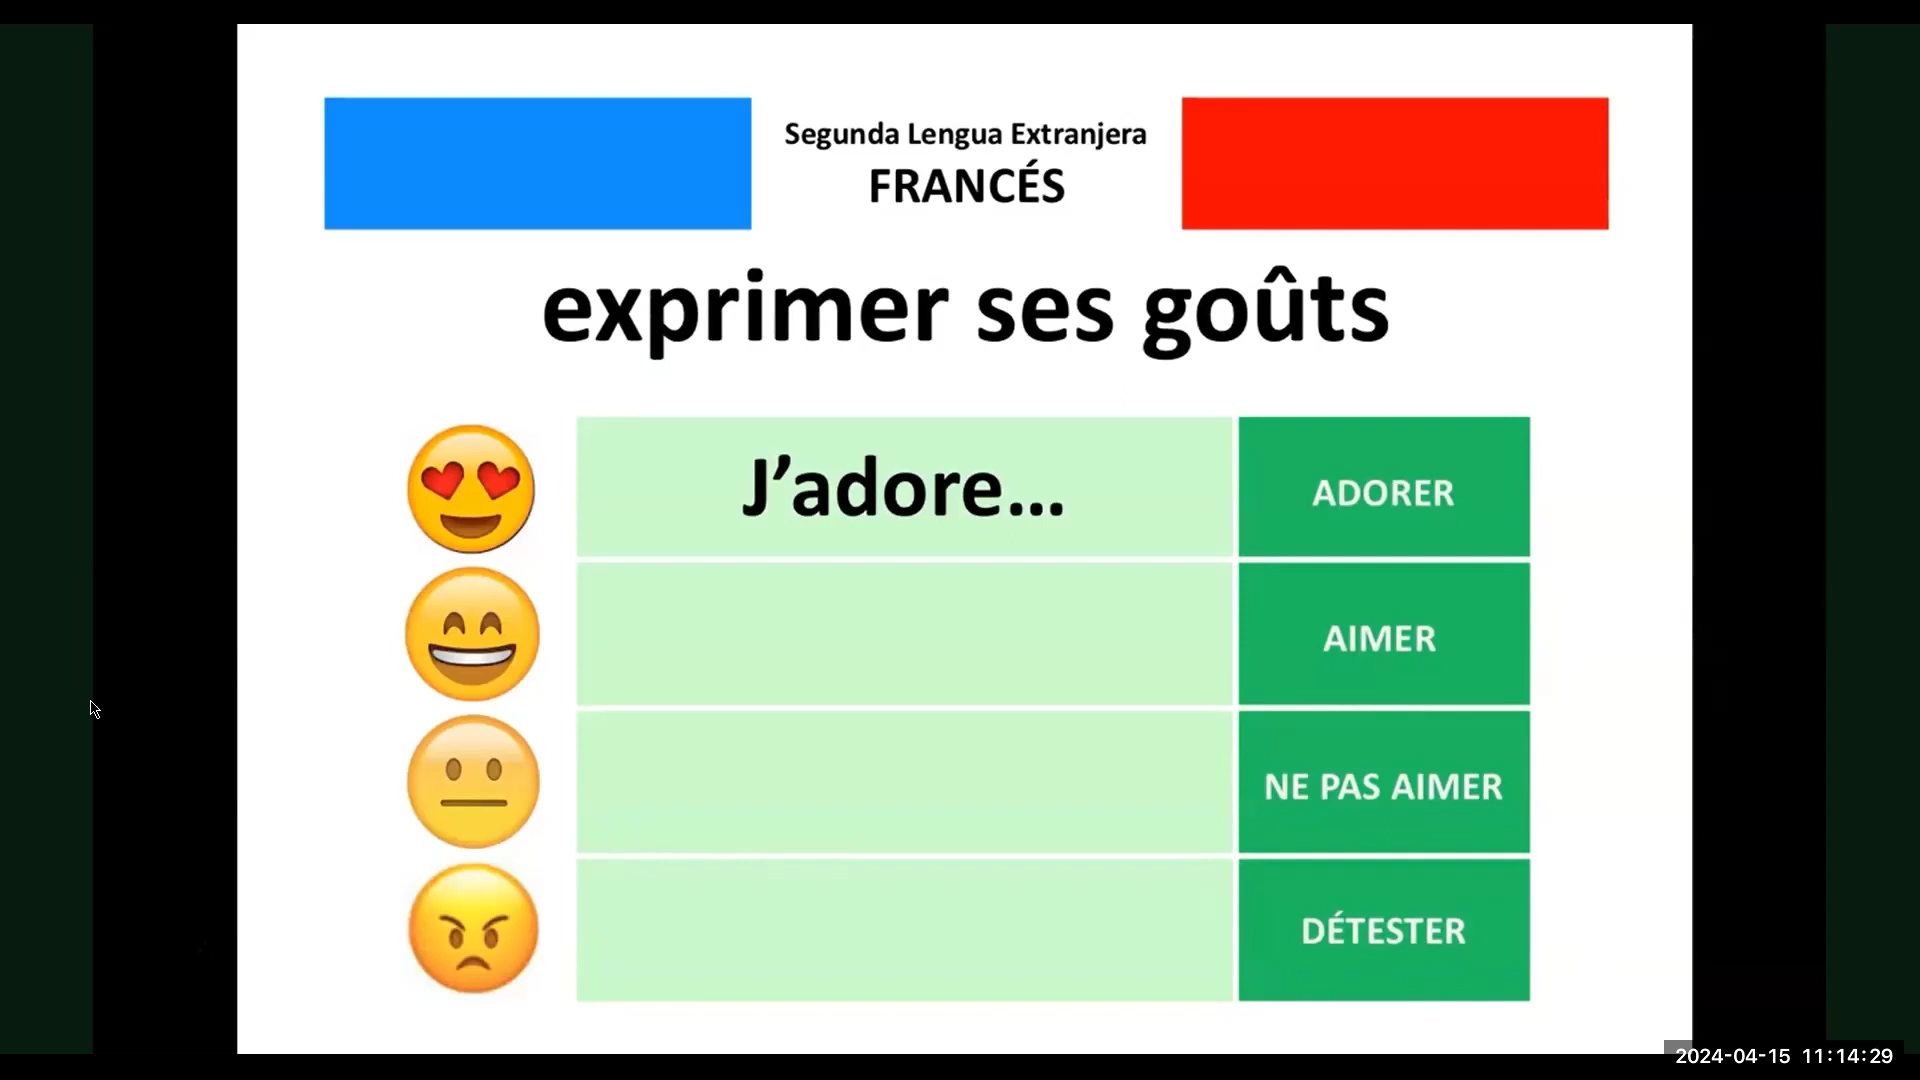 Segunda Lengua Extranjera
FRANCÉS
exprimer ses goûts
J’adore...
ADORER
AIMER
NE PAS AIMER
DÉTESTER
2024-04-15 11:14:29